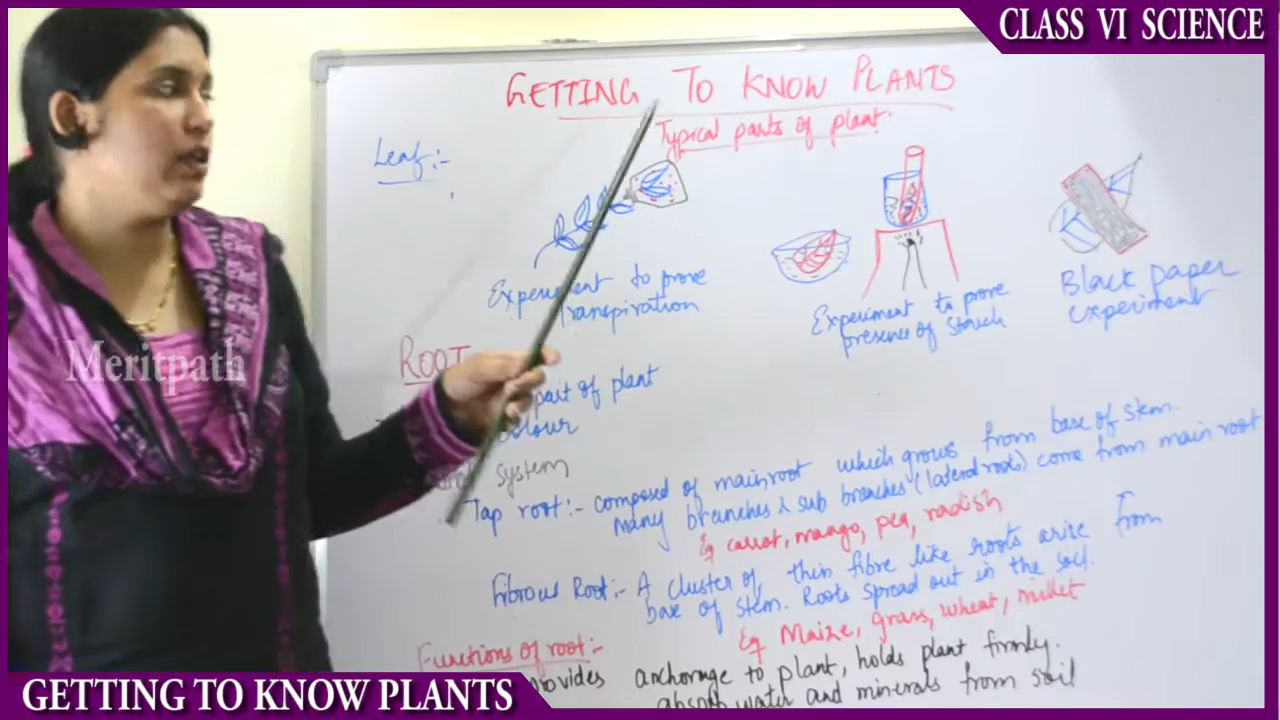 CLASS VI SCIENCE
GETTING TO KNOW PLANTS
Typical parts of plant
Leaf:-
Experiment to prove
Transpiration
Experiment to prove
presence of Starch
Black paper
experiment
Meritpath
ROOT
part of plant
colour
system
Tap root:- composed of main root which grows from base of stem.
many branches & sub branches (lateral roots) come from main root
Eg carrot, mango, pea, radish
Fibrous Root:- A cluster of thin fibre like roots arise from
base of stem. Roots spread out in the soil.
Eg Maize, grass, wheat, millet
Functions of root:-
provides anchorage to plant, holds plant firmly.
absorb water and minerals from soil
GETTING TO KNOW PLANTS